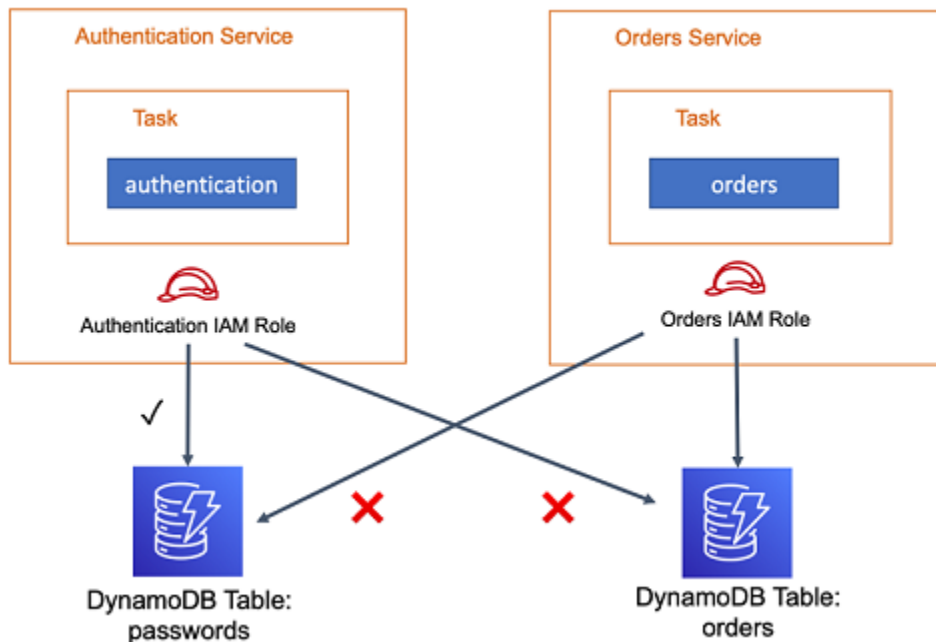 Authentication Service
Orders Service
Task
Task
authentication
orders
Authentication IAM Role
Orders IAM Role
✓
DynamoDB Table:
passwords
DynamoDB Table:
orders